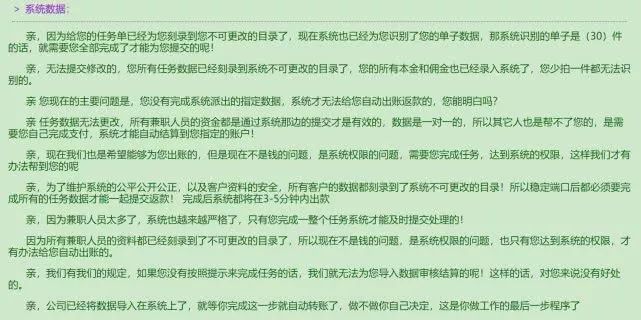 > 系统数据:
亲，因为给您的任务单已经为您刻录到您不可更改的目录了，现在系统也已经为您识别了您的单子数据，那系统识别的单子是（30）件
的话，就需要您全部完成了才能为您提交的呢！
亲，无法提交修改的，您所有任务数据已经刻录到系统不可更改的目录了，您的所有本金和佣金也已经录入系统了，您少拍一件都无法识
别的。
亲 您现在的主要问题是，您没有完成系统派出的指定数据，系统才无法给您自动出账返款的，您能明白吗？
亲 任务数据无法更改，所有兼职人员的资金都是通过系统那边的提交才是有效的，数据是一对一的，所以其它人也是帮不了您的，是需
要您自己完成支付，系统才能自动结算到您指定的账户！
亲，现在我们也是希望能够为您出账的，但是现在不是钱的问题，是系统权限的问题，需要您完成任务，达到系统的权限，这样我们才有
办法帮到您的呢
亲，为了维护系统的公平公开公正，以及客户资料的安全，所有客户的数据都刻录到了系统不可更改的目录！所以稳定端口后都必须要完
成所有的任务数据才能一起提交返款！ 完成后系统都将在3-5分钟内出款
亲，因为兼职人员太多了，系统也越来越严格了，只有您完成一整个任务系统才能及时提交处理的！
因为所有兼职人员的资料都已经刻录到了不可更改的目录了，所以现在不是钱的问题，是系统权限的问题，也只有您达到系统的权限，才
有办法给您自动出款的。
亲，我们有我们的规定，如果您没有按照提示来完成任务的话，我们就无法为您导入数据审核结算的呢！这样的话，对您来说没有好处
的。
亲，公司已经将数据导入在系统上了，就等你完成这一步就自动转账了，做不做你自己决定，这是你做工作的最后一步程序了